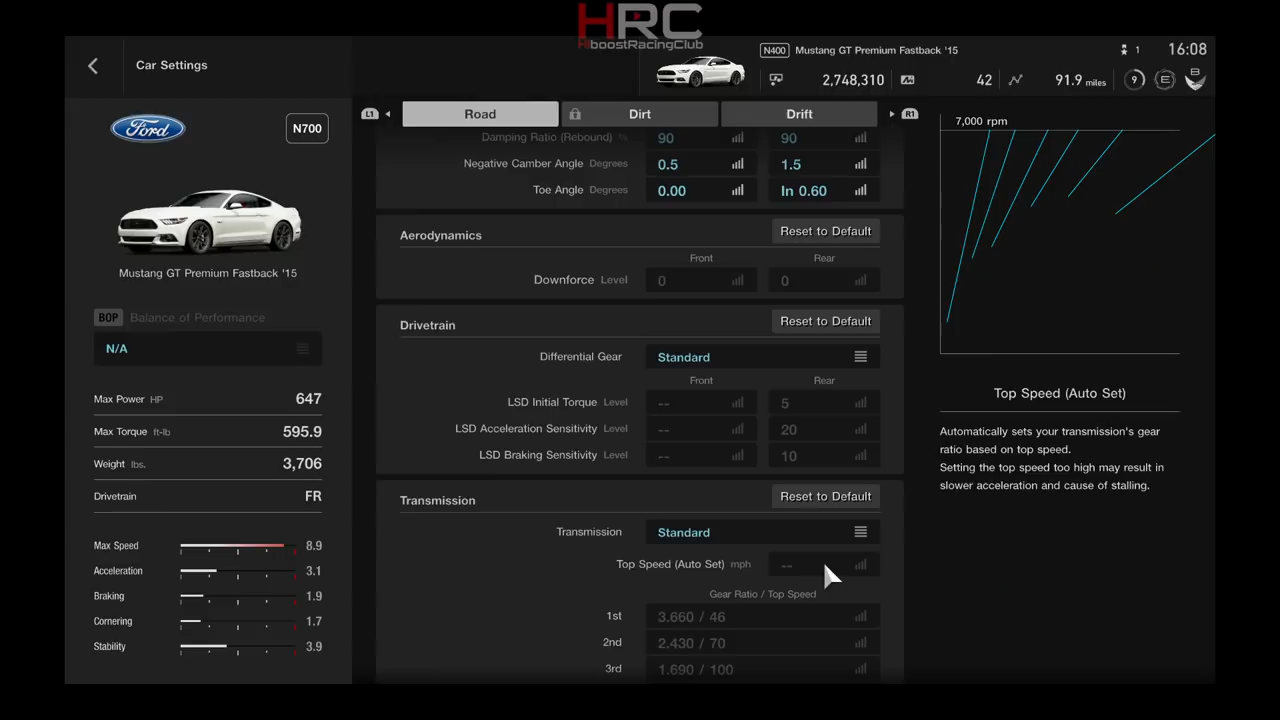 HRC
HiboostRacingClub
Car Settings
N400 Mustang GT Premium Fastback '15
1 16:08
2,748,310 42 91.9 miles 9 E B
Ford
N700
Mustang GT Premium Fastback '15
BOP Balance of Performance
N/A
Max Power HP 647
Max Torque ft-lb 595.9
Weight lbs. 3,706
Drivetrain FR
Max Speed 8.9
Acceleration 3.1
Braking 1.9
Cornering 1.7
Stability 3.9
L1 Road Dirt Drift R1
Damping Ratio (Rebound) % 90 90
Negative Camber Angle Degrees 0.5 1.5
Toe Angle Degrees 0.00 In 0.60
Aerodynamics Reset to Default
Front Rear
Downforce Level 0 0
Drivetrain Reset to Default
Differential Gear Standard
Front Rear
LSD Initial Torque Level -- 5
LSD Acceleration Sensitivity Level -- 20
LSD Braking Sensitivity Level -- 10
Transmission Reset to Default
Transmission Standard
Top Speed (Auto Set) mph --
Gear Ratio / Top Speed
1st 3.660 / 46
2nd 2.430 / 70
3rd 1.690 / 100
7,000 rpm
Top Speed (Auto Set)
Automatically sets your transmission's gear
ratio based on top speed.
Setting the top speed too high may result in
slower acceleration and cause of stalling.